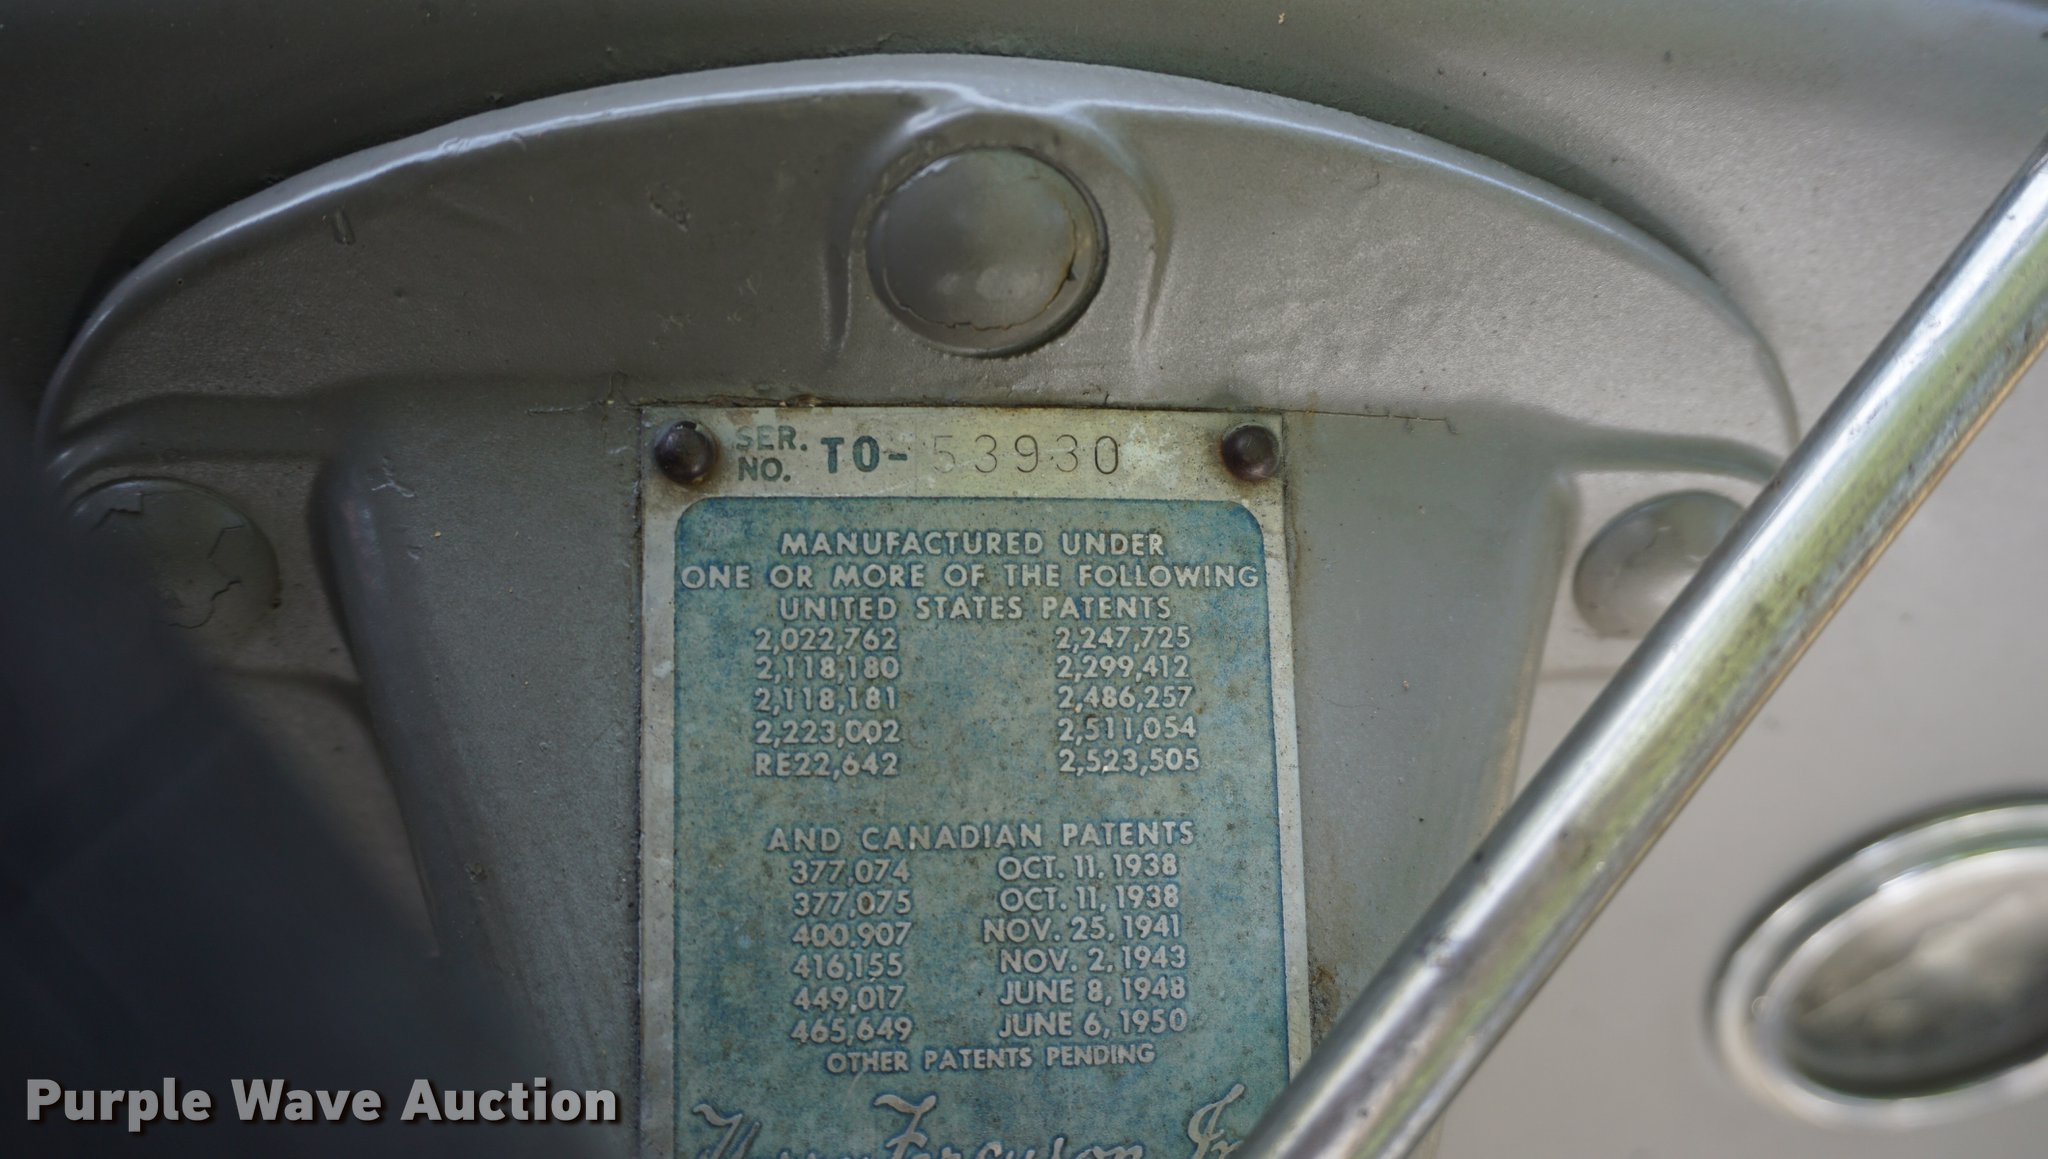 SER.
NO. TO- 53930
MANUFACTURED UNDER
ONE OR MORE OF THE FOLLOWING
UNITED STATES PATENTS
2,022,762 2,247,725
2,118,180 2,299,412
2,118,181 2,486,257
2,223,002 2,511,054
RE22,642 2,523,505
AND CANADIAN PATENTS
377,074 OCT. 11, 1938
377,075 OCT. 11, 1938
400,907 NOV. 25, 1941
416,155 NOV. 2, 1943
449,017 JUNE 8, 1948
465,649 JUNE 6, 1950
OTHER PATENTS PENDING
Harry Ferguson
Purple Wave Auction